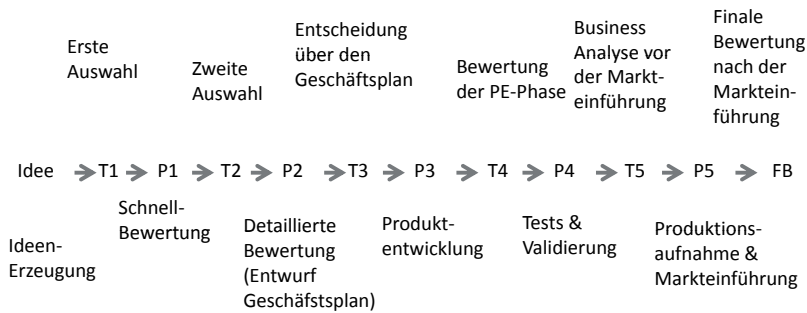 Erste
Auswahl
Zweite
Auswahl
Entscheidung
über den
Geschäftsplan
Bewertung
der PE-Phase
Business
Analyse vor
der Markt-
einführung
Finale
Bewertung
nach der
Marktein-
führung
Idee → T1 → P1 → T2 → P2 → T3 → P3 → T4 → P4 → T5 → P5 → FB
Ideen-
Erzeugung
Schnell-
Bewertung
Detaillierte
Bewertung
(Entwurf
Geschäfstsplan)
Produkt-
entwicklung
Tests &
Validierung
Produktions-
aufnahme &
Markteinführung